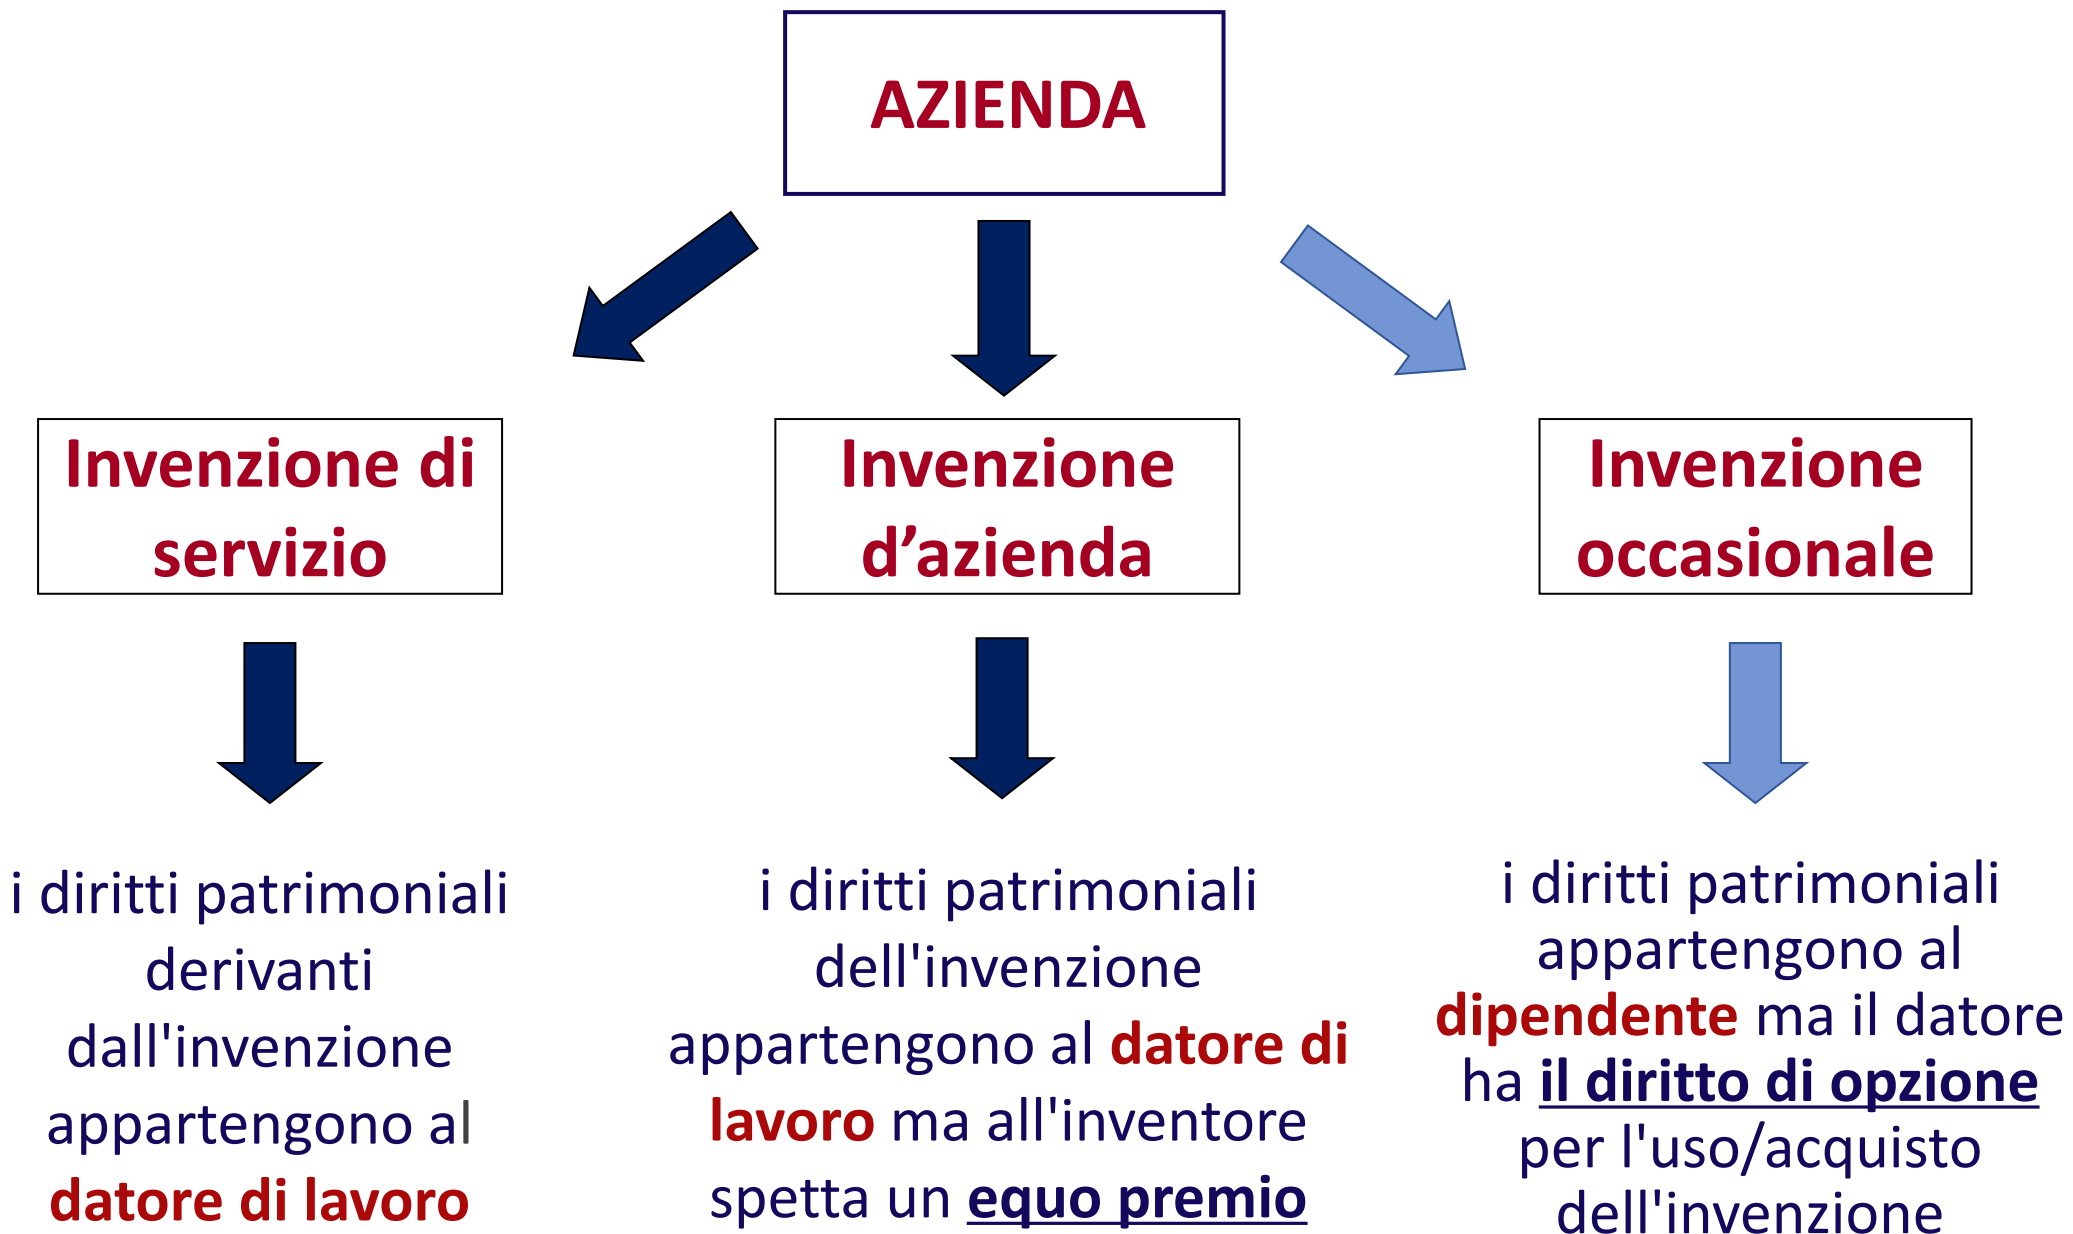 AZIENDA
Invenzione di
servizio
Invenzione
d’azienda
Invenzione
occasionale
i diritti patrimoniali
derivanti
dall'invenzione
appartengono al
datore di lavoro
i diritti patrimoniali
dell'invenzione
appartengono al datore di
lavoro ma all'inventore
spetta un equo premio
i diritti patrimoniali
appartengono al
dipendente ma il datore
ha il diritto di opzione
per l'uso/acquisto
dell'invenzione